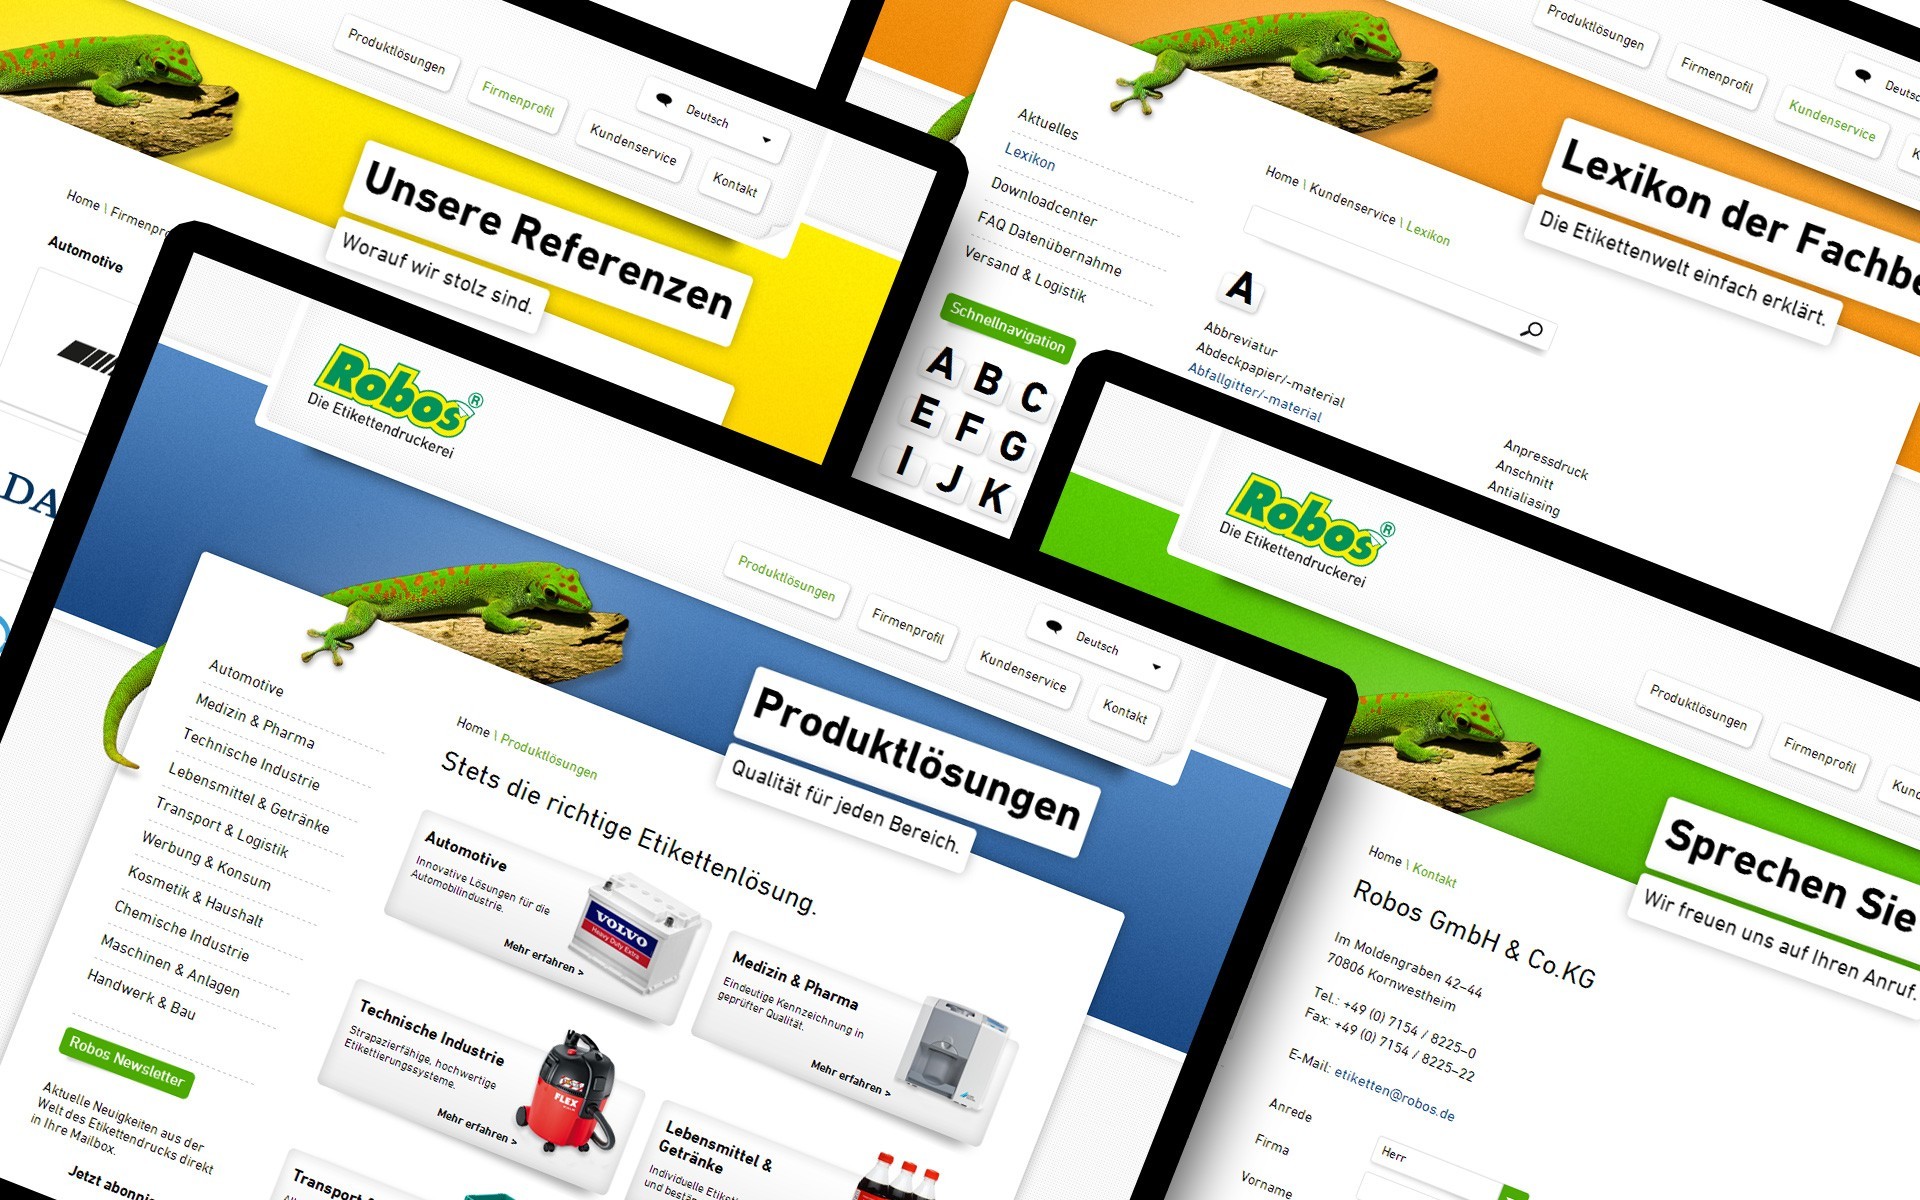 Produktlösungen
Firmenprofil
Kundenservice
Kontakt
Deutsch
Unsere Referenzen
Worauf wir stolz sind.
Home \
Automotive
DA
Produktlösungen
Firmenprofil
Kundenservice
Lexikon der
Die Etikettenwelt einfach erklärt.
Aktuelles
Lexikon
Downloadcenter
FAQ Datenübernahme
Versand & Logistik
Schnellnavigation
A B C
E F G
I J K
Home \ Kundenservice \ Lexikon
A
Abbreviatur
Abdeckpapier/-material
Abfallgitter/-material
Anpressdruck
Anschnitt
Antialiasing
Robos®
Die Etikettendruckerei
Produktlösungen
Firmenprofil
Kundenservice
Kontakt
Deutsch
Produktlösungen
Qualität für jeden Bereich.
Automotive
Medizin & Pharma
Technische Industrie
Lebensmittel & Getränke
Transport & Logistik
Werbung & Konsum
Kosmetik & Haushalt
Chemische Industrie
Maschinen & Anlagen
Handwerk & Bau
Robos Newsletter
Aktuelle Neuigkeiten aus der
Welt des Etikettendrucks direkt
in Ihre Mailbox.
Jetzt
Home \ Produktlösungen
Stets die richtige Etikettenlösung.
Automotive
Innovative Lösungen für die
Automobilindustrie.
Mehr erfahren >
VOLVO
Heavy Duty Extra
Medizin & Pharma
Eindeutige Kennzeichnung in
geprüfter Qualität.
Mehr erfahren >
Technische Industrie
Strapazierfähige, hochwertige
Etikettierungssysteme.
Mehr erfahren >
FLEX
Lebensmittel &
Getränke
Individuelle
und
Transport
Robos®
Die Etikettendruckerei
Produktlösungen
Firmenprofil
Sprechen Sie
Wir freuen uns auf Ihren Anruf.
Home \ Kontakt
Robos GmbH & Co.KG
Im Moldengraben 42–44
70806 Kornwestheim
Tel.: +49 (0) 7154 / 8225–0
Fax: +49 (0) 7154 / 8225–22
E-Mail: etiketten@robos.de
Anrede
Herr
Firma
Vorname